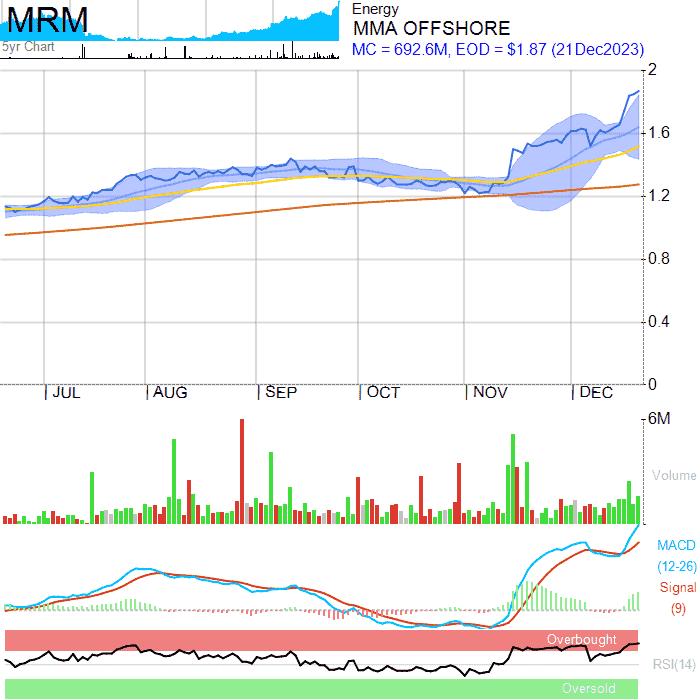 MRM
5yr Chart
Energy
MMA OFFSHORE
MC = 692.6M, EOD = $1.87 (21Dec2023)
2
1.6
1.2
0.8
0.4
0
JUL AUG SEP OCT NOV DEC
6M
Volume
MACD
(12-26)
Signal
(9)
Overbought
RSI(14)
Oversold